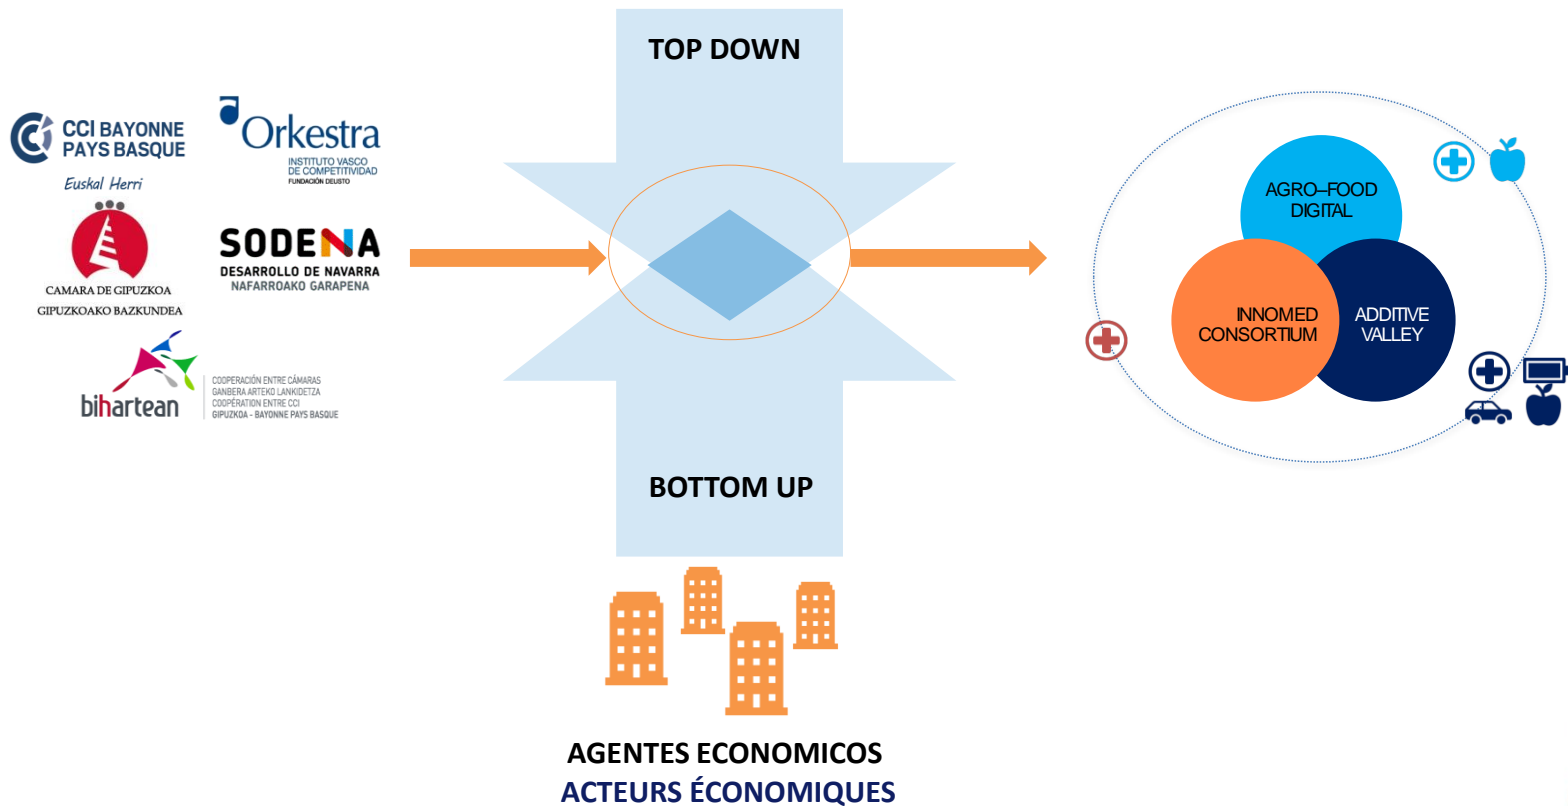 TOP DOWN
CCI BAYONNE
PAYS BASQUE
Euskal Herri
Orkestra
INSTITUTO VASCO
DE COMPETITIVIDAD
FUNDACIÓN DEUSTO
CAMARA DE GIPUZKOA
GIPUZKOAKO BAZKUNDEA
SODENA
DESARROLLO DE NAVARRA
NAFARROAKO GARAPENA
bihartean
COOPERACIÓN ENTRE CÁMARAS
GANBERA ARTEKO LANKIDETZA
COOPÉRATION ENTRE CCI
GIPUZKOA - BAYONNE PAYS BASQUE
AGRO–FOOD
DIGITAL
INNOMED
CONSORTIUM
ADDITIVE
VALLEY
BOTTOM UP
AGENTES ECONOMICOS
ACTEURS ÉCONOMIQUES